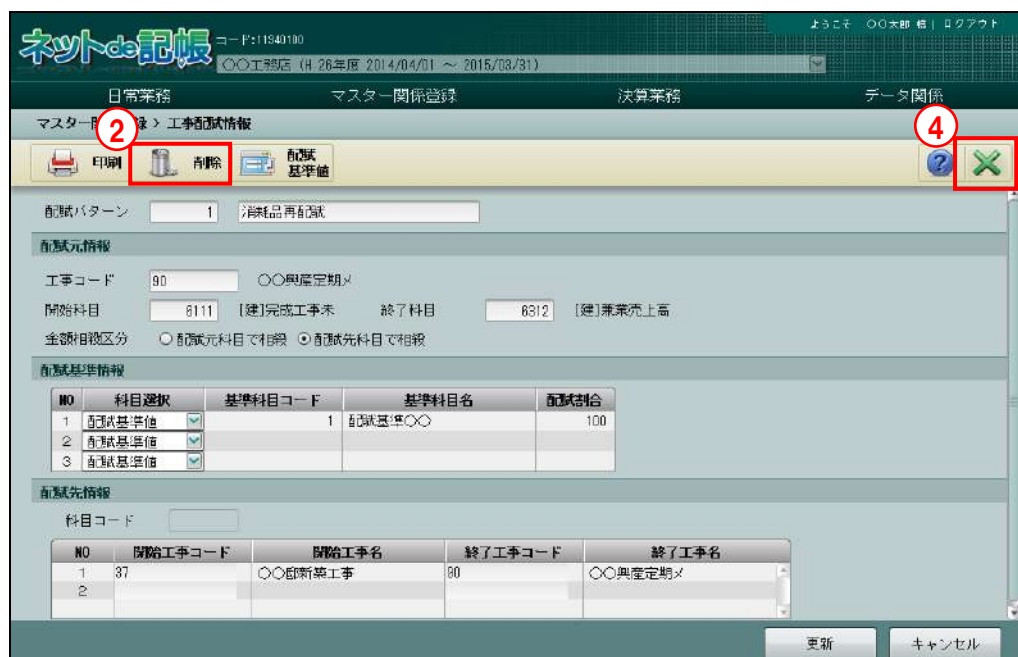 ようこそ 〇〇太郎 様 | ログアウト
ネットde記帳 コード:11940100
〇〇工務店 (H.26年度 2014/04/01 ～ 2015/03/31)
日常業務 マスター関係登録 決算業務 データ関係
マスター関 録 > 工事配賦情報
② ④
印刷 削除 配賦基準値 ?
配賦パターン 1 消耗品再配賦
配賦元情報
工事コード 90 〇〇興産定期メ
開始科目 6111 [建]完成工事未 終了科目 6312 [建]兼業売上高
金額相殺区分 配賦元科目で相殺 配賦先科目で相殺
配賦基準情報
NO 科目選択 基準科目コード 基準科目名 配賦割合
1 配賦基準値 1 配賦基準〇〇 100
2 配賦基準値
3 配賦基準値
配賦先情報
科目コード
NO 開始工事コード 開始工事名 終了工事コード 終了工事名
1 37 〇〇邸新築工事 90 〇〇興産定期メ
2
更新 キャンセル